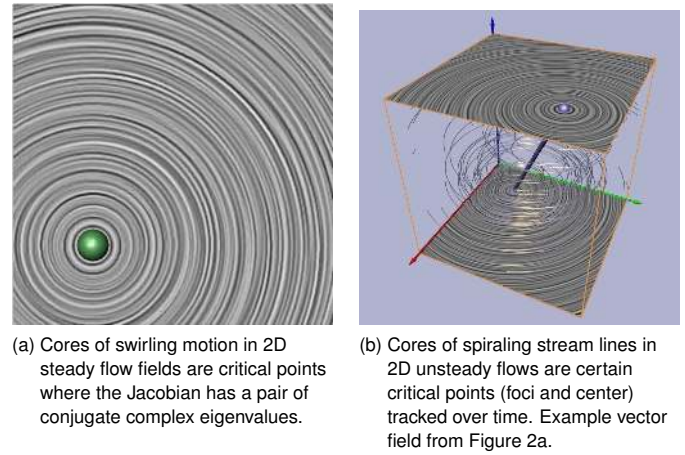 (a) Cores of swirling motion in 2D
steady flow fields are critical points
where the Jacobian has a pair of
conjugate complex eigenvalues.
(b) Cores of spiraling stream lines in
2D unsteady flows are certain
critical points (foci and center)
tracked over time. Example vector
field from Figure 2a.